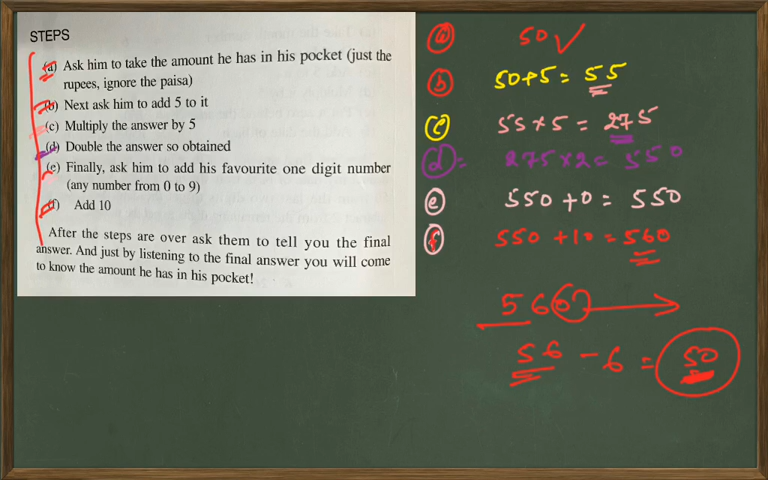 STEPS
(a) Ask him to take the amount he has in his pocket (just the
rupees, ignore the paisa)
(b) Next ask him to add 5 to it
(c) Multiply the answer by 5
(d) Double the answer so obtained
(e) Finally, ask him to add his favourite one digit number
(any number from 0 to 9)
(f) Add 10
After the steps are over ask them to tell you the final
answer. And just by listening to the final answer you will come
to know the amount he has in his pocket!
(a) 50 ✓
(b) 50+5 = 55
(c) 55×5 = 275
(d) = 275×2 = 550
(e) 550+0 = 550
(f) 550+10 = 560
560 →
56 - 6 = 50